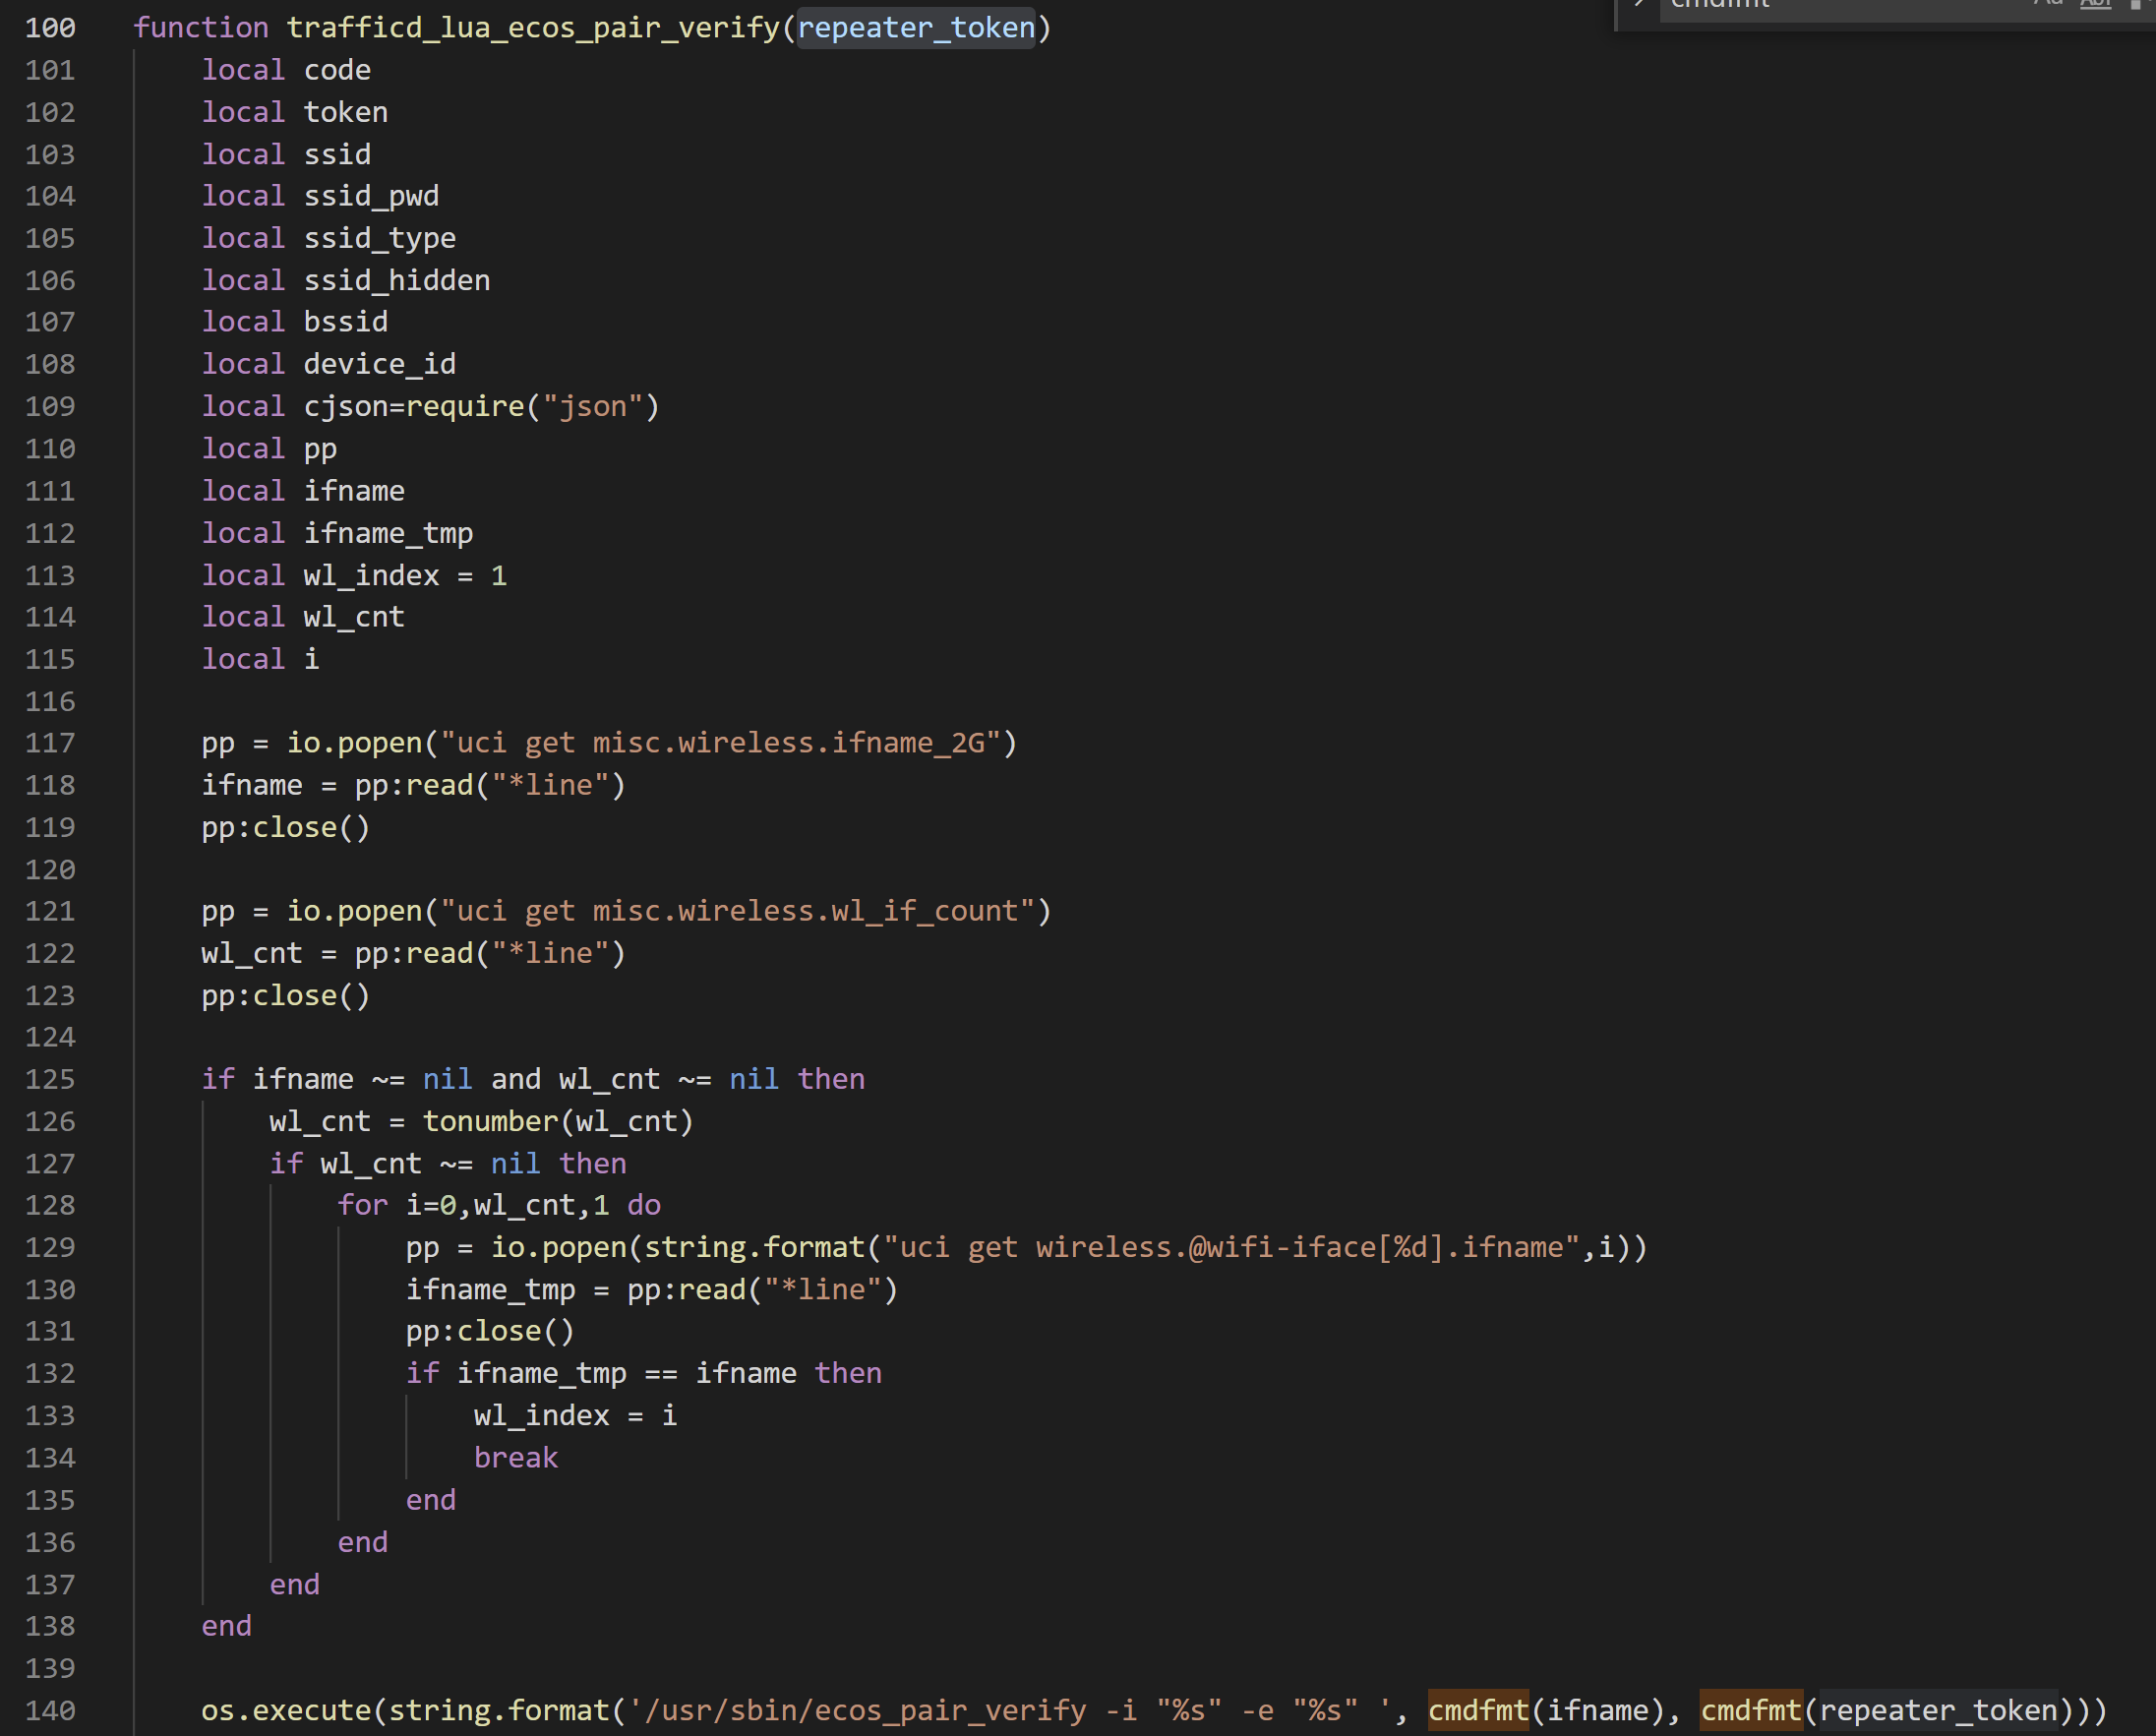 cmdfmt
100 function trafficd_lua_ecos_pair_verify(repeater_token)
101 local code
102 local token
103 local ssid
104 local ssid_pwd
105 local ssid_type
106 local ssid_hidden
107 local bssid
108 local device_id
109 local cjson=require("json")
110 local pp
111 local ifname
112 local ifname_tmp
113 local wl_index = 1
114 local wl_cnt
115 local i
116
117 pp = io.popen("uci get misc.wireless.ifname_2G")
118 ifname = pp:read("*line")
119 pp:close()
120
121 pp = io.popen("uci get misc.wireless.wl_if_count")
122 wl_cnt = pp:read("*line")
123 pp:close()
124
125 if ifname ~= nil and wl_cnt ~= nil then
126 wl_cnt = tonumber(wl_cnt)
127 if wl_cnt ~= nil then
128 for i=0,wl_cnt,1 do
129 pp = io.popen(string.format("uci get wireless.@wifi-iface[%d].ifname",i))
130 ifname_tmp = pp:read("*line")
131 pp:close()
132 if ifname_tmp == ifname then
133 wl_index = i
134 break
135 end
136 end
137 end
138 end
139
140 os.execute(string.format('/usr/sbin/ecos_pair_verify -i "%s" -e "%s" ', cmdfmt(ifname), cmdfmt(repeater_token)))